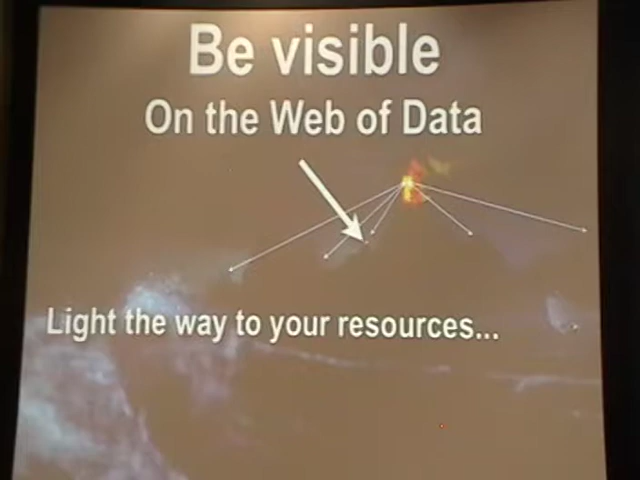 Be visible
On the Web of Data
Light the way to your resources...